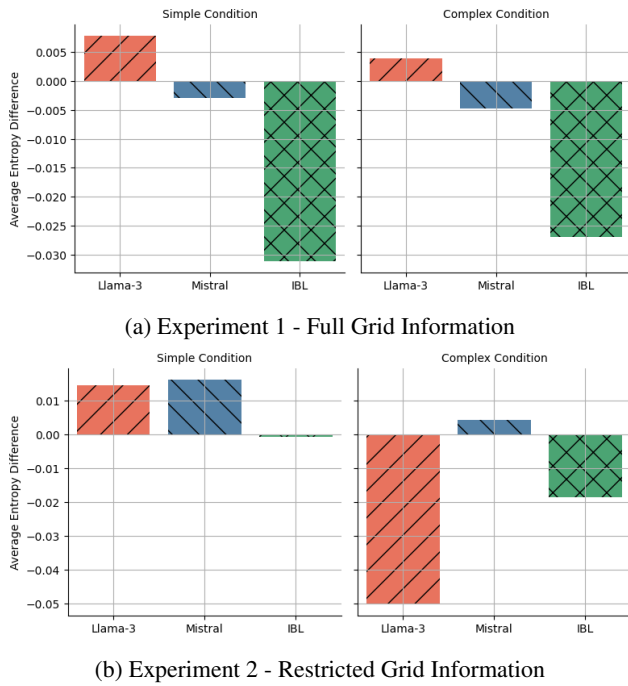 Simple Condition
Complex Condition
Average Entropy Difference
0.005
0.000
−0.005
−0.010
−0.015
−0.020
−0.025
−0.030
Llama-3 Mistral IBL
Llama-3 Mistral IBL
(a) Experiment 1 - Full Grid Information
Simple Condition
Complex Condition
Average Entropy Difference
0.01
0.00
−0.01
−0.02
−0.03
−0.04
−0.05
Llama-3 Mistral IBL
Llama-3 Mistral IBL
(b) Experiment 2 - Restricted Grid Information